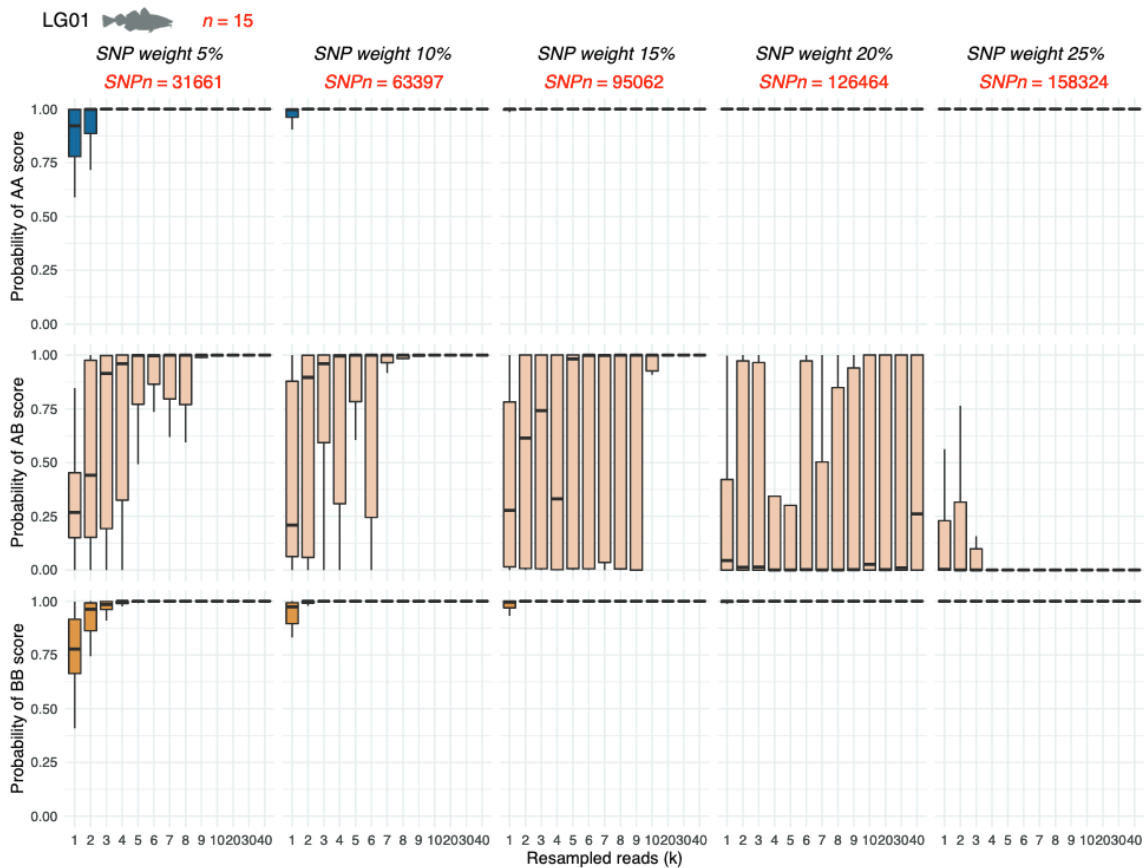 LG01 n = 15
SNP weight 5% SNP weight 10% SNP weight 15% SNP weight 20% SNP weight 25%
SNPn = 31661 SNPn = 63397 SNPn = 95062 SNPn = 126464 SNPn = 158324
Probability of AA score
1.00
0.75
0.50
0.25
0.00
Probability of AB score
1.00
0.75
0.50
0.25
0.00
Probability of BB score
1.00
0.75
0.50
0.25
0.00
1 2 3 4 5 6 7 8 9 10203040 1 2 3 4 5 6 7 8 9 10203040 1 2 3 4 5 6 7 8 9 10203040 1 2 3 4 5 6 7 8 9 10203040 1 2 3 4 5 6 7 8 9 10203040
Resampled reads (k)